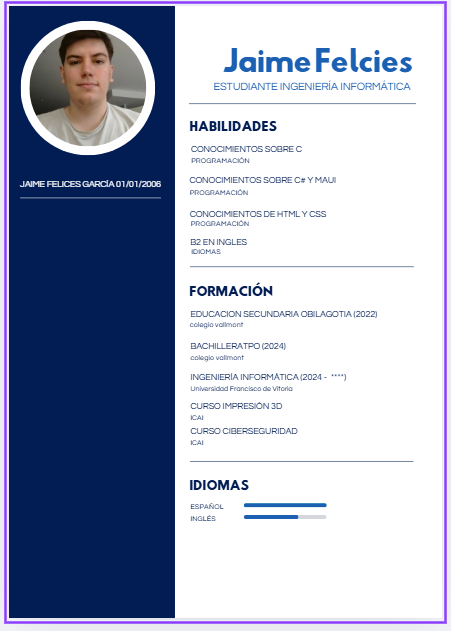 Jaime Felcies
ESTUDIANTE INGENIERÍA INFORMÁTICA
JAIME FELICES GARCÍA 01/01/2006
HABILIDADES
CONOCIMIENTOS SOBRE C
PROGRAMACIÓN
CONOCIMIENTOS SOBRE C# Y MAUI
PROGRAMACIÓN
CONOCIMIENTOS DE HTML Y CSS
PROGRAMACIÓN
B2 EN INGLES
IDIOMAS
FORMACIÓN
EDUCACION SECUNDARIA OBILAGOTIA (2022)
colegio vallmont
BACHILLERATPO (2024)
colegio vallmont
INGENIERÍA INFORMÁTICA (2024 - ****)
Universidad Francisco de Vitoria
CURSO IMPRESIÓN 3D
ICAI
CURSO CIBERSEGURIDAD
ICAI
IDIOMAS
ESPAÑOL
INGLÉS